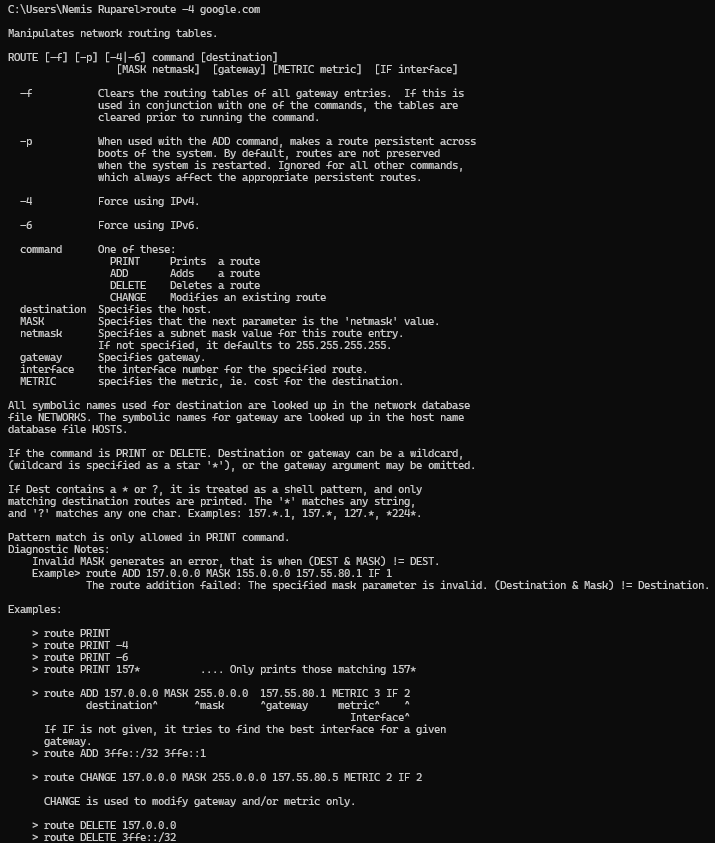 C:\Users\Nemis Ruparel>route -4 google.com

Manipulates network routing tables.

ROUTE [-f] [-p] [-4|-6] command [destination]
                  [MASK netmask]  [gateway] [METRIC metric]  [IF interface]

  -f           Clears the routing tables of all gateway entries.  If this is
               used in conjunction with one of the commands, the tables are
               cleared prior to running the command.

  -p           When used with the ADD command, makes a route persistent across
               boots of the system. By default, routes are not preserved
               when the system is restarted. Ignored for all other commands,
               which always affect the appropriate persistent routes.

  -4           Force using IPv4.

  -6           Force using IPv6.

  command      One of these:
                 PRINT     Prints  a route
                 ADD       Adds    a route
                 DELETE    Deletes a route
                 CHANGE    Modifies an existing route
  destination  Specifies the host.
  MASK         Specifies that the next parameter is the 'netmask' value.
  netmask      Specifies a subnet mask value for this route entry.
               If not specified, it defaults to 255.255.255.255.
  gateway      Specifies gateway.
  interface    the interface number for the specified route.
  METRIC       specifies the metric, ie. cost for the destination.

All symbolic names used for destination are looked up in the network database
file NETWORKS. The symbolic names for gateway are looked up in the host name
database file HOSTS.

If the command is PRINT or DELETE. Destination or gateway can be a wildcard,
(wildcard is specified as a star '*'), or the gateway argument may be omitted.

If Dest contains a * or ?, it is treated as a shell pattern, and only
matching destination routes are printed. The '*' matches any string,
and '?' matches any one char. Examples: 157.*.1, 157.*, 127.*, *224*.

Pattern match is only allowed in PRINT command.
Diagnostic Notes:
    Invalid MASK generates an error, that is when (DEST & MASK) != DEST.
    Example> route ADD 157.0.0.0 MASK 155.0.0.0 157.55.80.1 IF 1
             The route addition failed: The specified mask parameter is invalid. (Destination & Mask) != Destination.

Examples:

    > route PRINT
    > route PRINT -4
    > route PRINT -6
    > route PRINT 157*          .... Only prints those matching 157*

    > route ADD 157.0.0.0 MASK 255.0.0.0  157.55.80.1 METRIC 3 IF 2
             destination^      ^mask      ^gateway     metric^    ^
                                                         Interface^
      If IF is not given, it tries to find the best interface for a given
      gateway.
    > route ADD 3ffe::/32 3ffe::1

    > route CHANGE 157.0.0.0 MASK 255.0.0.0 157.55.80.5 METRIC 2 IF 2

      CHANGE is used to modify gateway and/or metric only.

    > route DELETE 157.0.0.0
    > route DELETE 3ffe::/32